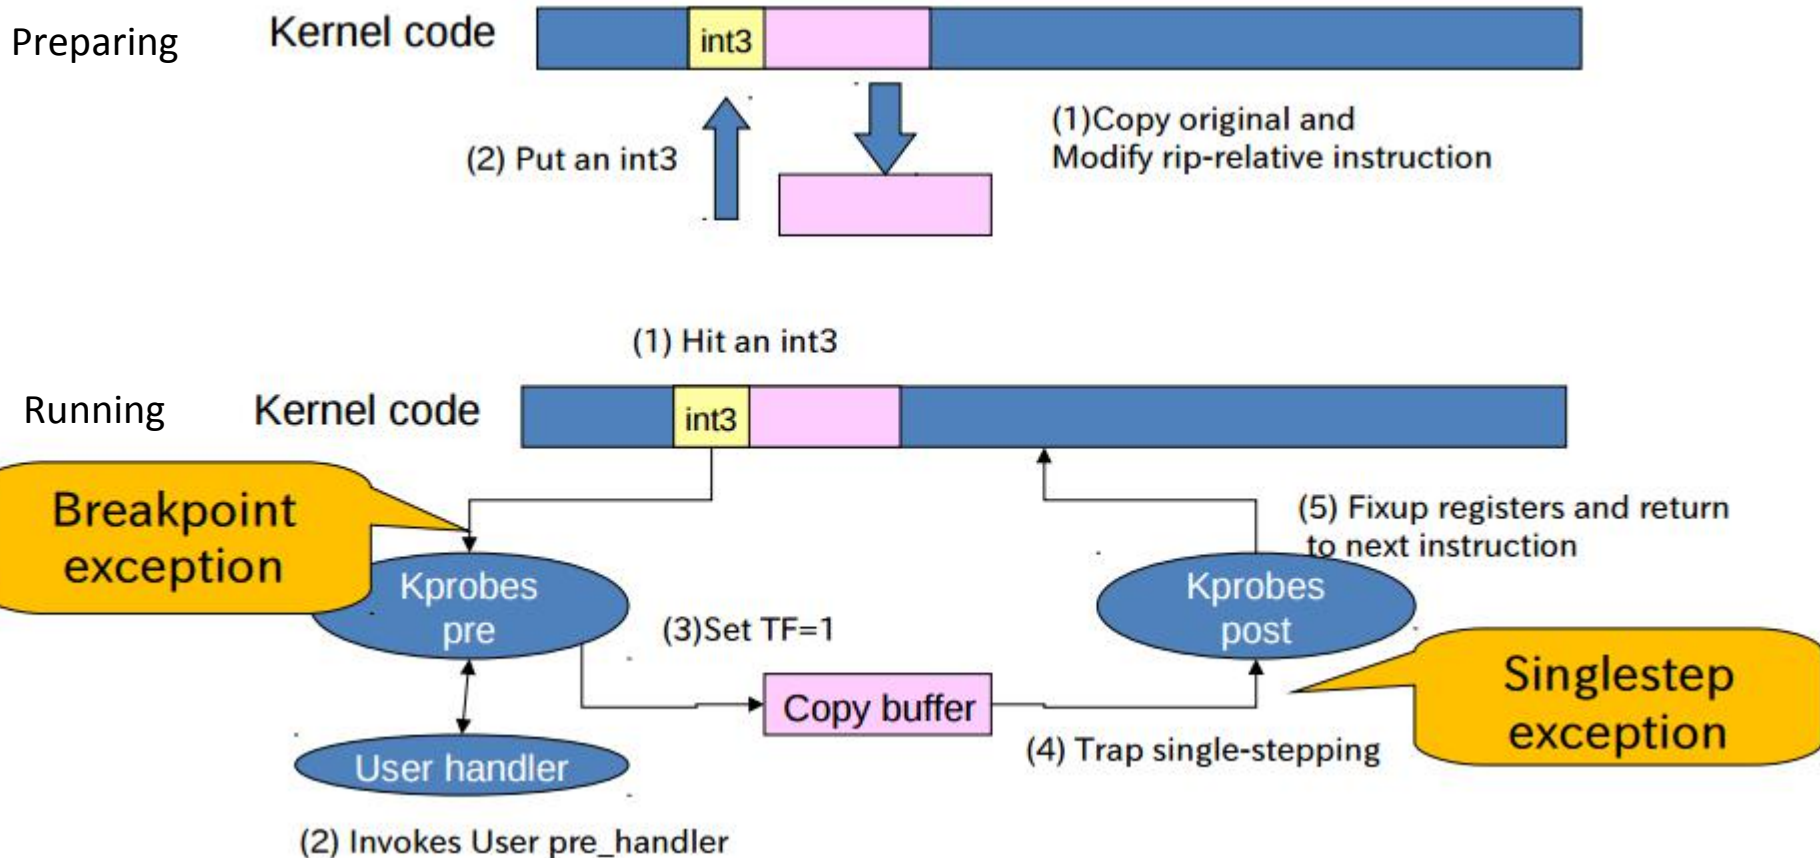 Preparing
Kernel code
int3
(1)Copy original and
Modify rip-relative instruction
(2) Put an int3
(1) Hit an int3
Running
Kernel code
int3
Breakpoint
exception
(5) Fixup registers and return
to next instruction
Kprobes
pre
Kprobes
post
(3)Set TF=1
Singlestep
exception
Copy buffer
(4) Trap single-stepping
User handler
(2) Invokes User pre_handler